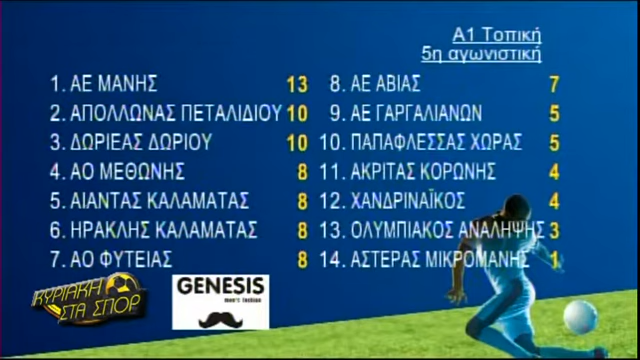 Α1 Τοπική
5η αγωνιστική
1. ΑΕ ΜΑΝΗΣ 13
2. ΑΠΟΛΛΩΝΑΣ ΠΕΤΑΛΙΔΙΟΥ 10
3. ΔΩΡΙΕΑΣ ΔΩΡΙΟΥ 10
4. ΑΟ ΜΕΘΩΝΗΣ 8
5. ΑΙΑΝΤΑΣ ΚΑΛΑΜΑΤΑΣ 8
6. ΗΡΑΚΛΗΣ ΚΑΛΑΜΑΤΑΣ 8
7. ΑΟ ΦΥΤΕΙΑΣ 8
8. ΑΕ ΑΒΙΑΣ 7
9. ΑΕ ΓΑΡΓΑΛΙΑΝΩΝ 5
10. ΠΑΠΑΦΛΕΣΣΑΣ ΧΩΡΑΣ 5
11. ΑΚΡΙΤΑΣ ΚΟΡΩΝΗΣ 4
12. ΧΑΝΔΡΙΝΑΪΚΟΣ 4
13. ΟΛΥΜΠΙΑΚΟΣ ΑΝΑΛΗΨΗΣ 3
14. ΑΣΤΕΡΑΣ ΜΙΚΡΟΜΑΝΗΣ 1
ΚΥΡΙΑΚΗ
ΣΤΑ ΣΠΟΡ
GENESIS
men's fashion